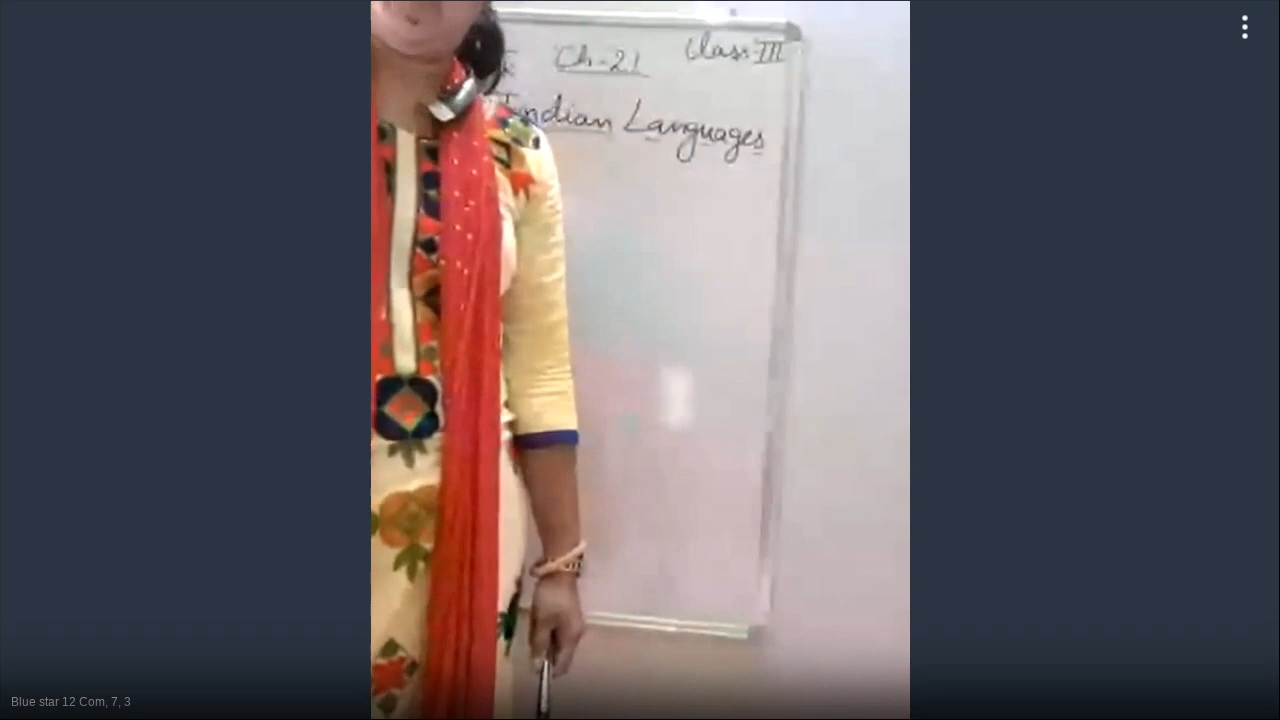 Ch-21
Class-III
Indian Languages
Blue star 12 Com, 7, 3